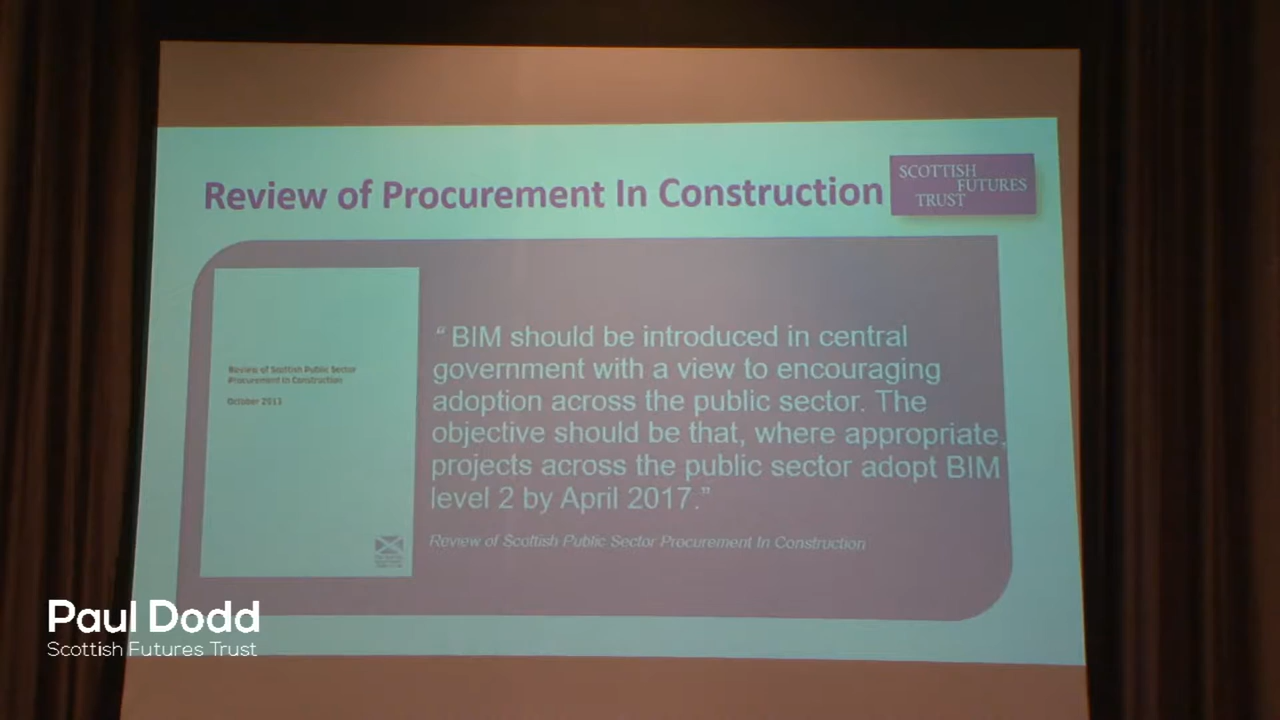 Review of Procurement In Construction
SCOTTISH
FUTURES
TRUST
Review of Scottish Public Sector
Procurement in Construction
October 2013
“ BIM should be introduced in central
government with a view to encouraging
adoption across the public sector. The
objective should be that, where appropriate,
projects across the public sector adopt BIM
level 2 by April 2017.”
Review of Scottish Public Sector Procurement In Construction
Paul Dodd
Scottish Futures Trust